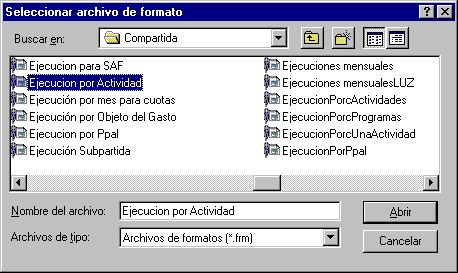 Seleccionar archivo de formato
Buscar en: Compartida
Ejecucion para SAF
Ejecucion por Actividad
Ejecución por mes para cuotas
Ejecución por Objeto del Gasto
Ejecucion por Ppal
Ejecución Subpartida
Ejecuciones mensuales
Ejecuciones mensualesLUZ
EjecucionPorcActividades
EjecucionPorcProgramas
EjecucionPorcUnaActividad
EjecucionPorPpal
Nombre del archivo: Ejecucion por Actividad
Abrir
Archivos de tipo: Archivos de formatos (*.frm)
Cancelar